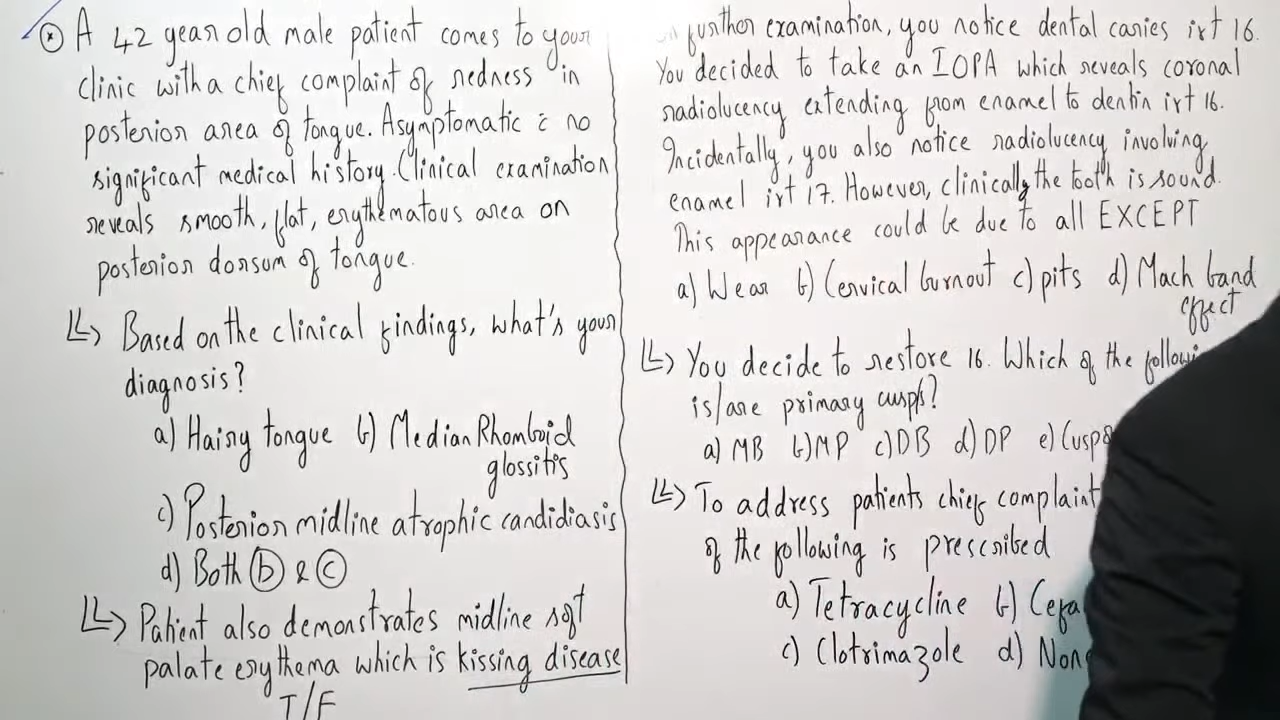 A 42 year old male patient comes to your
clinic with a chief complaint of redness in
posterior area of tongue. Asymptomatic c̄ no
significant medical history. Clinical examination
reveals smooth, flat, erythematous area on
posterior dorsum of tongue.
Based on the clinical findings, what's your
diagnosis?
a) Hairy tongue b) Median Rhomboid
glossitis
c) Posterior midline atrophic candidiasis
d) Both (b) & (c)
Patient also demonstrates midline soft
palate erythema which is kissing disease
T/F
further examination, you notice dental caries irt 16.
You decided to take an IOPA which reveals coronal
radiolucency extending from enamel to dentin irt 16.
Incidentally, you also notice radiolucency involving
enamel irt 17. However, clinically the tooth is sound.
This appearance could be due to all EXCEPT
a) Wear b) Cervical burnout c) pits d) Mach band
effect
You decide to restore 16. Which of the
is/are primary cusp/s?
a) MB b) MP c) DB d) DP e)
To address patients chief complaint
of the following is prescribed
a) Tetracycline b)
c) Clotrimazole d)